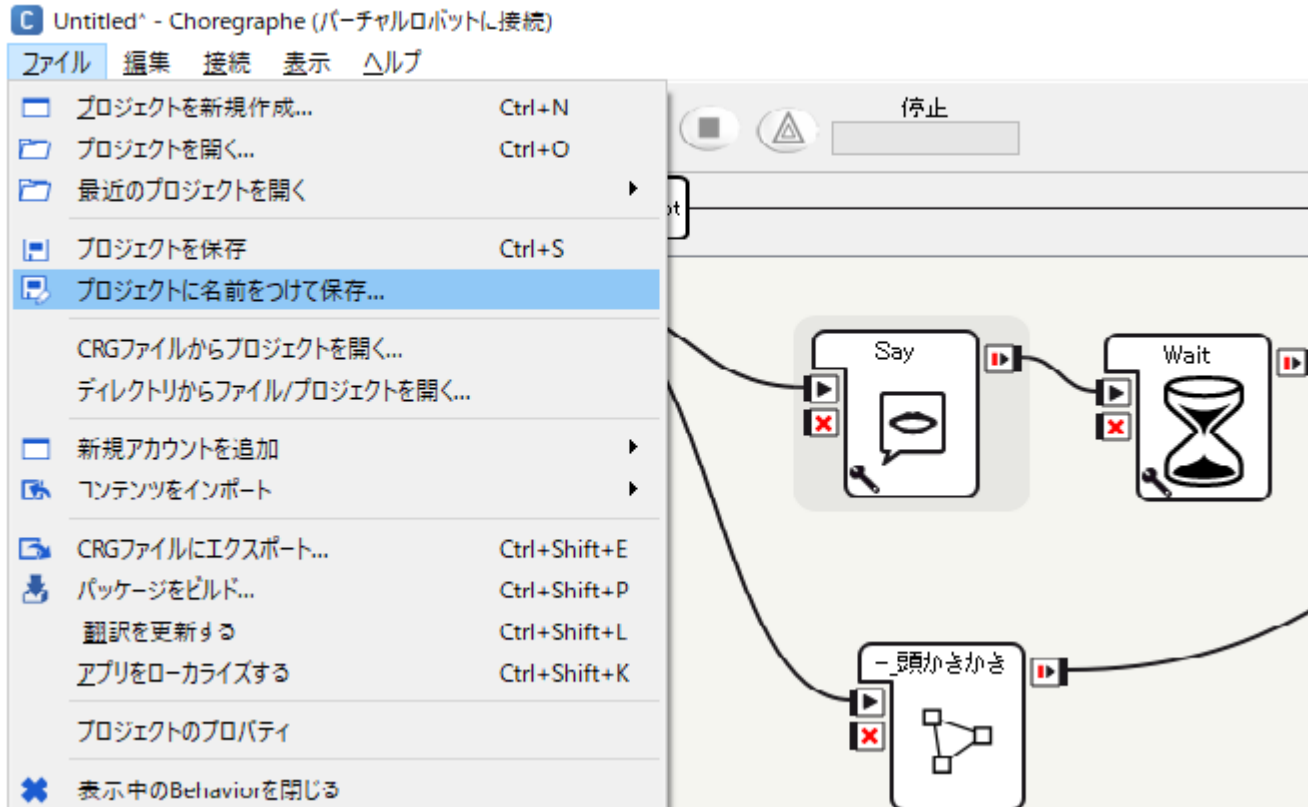 C Untitled* - Choregraphe (バーチャルロボットに接続)
ファイル 編集 接続 表示 ヘルプ
プロジェクトを新規作成... Ctrl+N
プロジェクトを開く... Ctrl+O
最近のプロジェクトを開く
プロジェクトを保存 Ctrl+S
プロジェクトに名前をつけて保存...
CRGファイルからプロジェクトを開く...
ディレクトリからファイル/プロジェクトを開く...
新規アカウントを追加
コンテンツをインポート
CRGファイルにエクスポート... Ctrl+Shift+E
パッケージをビルド... Ctrl+Shift+P
翻訳を更新する Ctrl+Shift+L
アプリをローカライズする Ctrl+Shift+K
プロジェクトのプロパティ
表示中のBehaviorを閉じる
停止
Say
Wait
-_頭かきかき